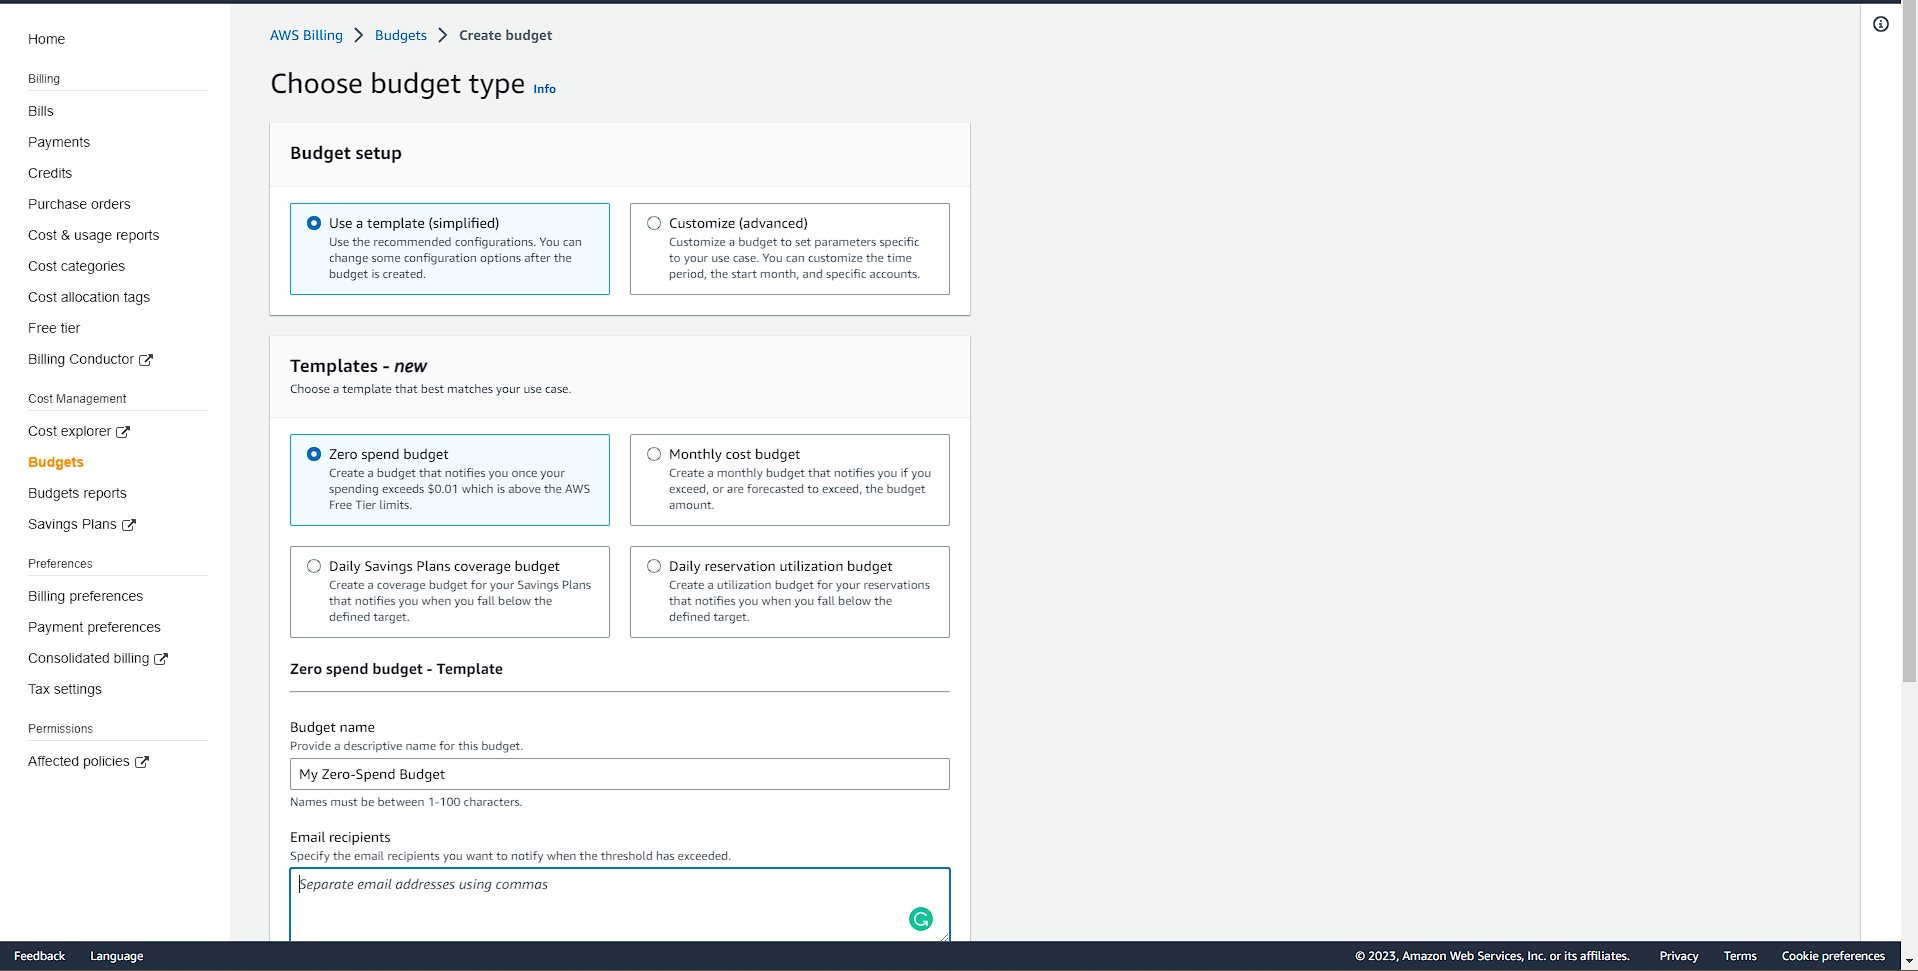 Home
Billing
Bills
Payments
Credits
Purchase orders
Cost & usage reports
Cost categories
Cost allocation tags
Free tier
Billing Conductor
Cost Management
Cost explorer
Budgets
Budgets reports
Savings Plans
Preferences
Billing preferences
Payment preferences
Consolidated billing
Tax settings
Permissions
Affected policies
AWS Billing > Budgets > Create budget
Choose budget type Info
Budget setup
Use a template (simplified)
Use the recommended configurations. You can
change some configuration options after the
budget is created.
Customize (advanced)
Customize a budget to set parameters specific
to your use case. You can customize the time
period, the start month, and specific accounts.
Templates - new
Choose a template that best matches your use case.
Zero spend budget
Create a budget that notifies you once your
spending exceeds $0.01 which is above the AWS
Free Tier limits.
Monthly cost budget
Create a monthly budget that notifies you if you
exceed, or are forecasted to exceed, the budget
amount.
Daily Savings Plans coverage budget
Create a coverage budget for your Savings Plans
that notifies you when you fall below the
defined target.
Daily reservation utilization budget
Create a utilization budget for your reservations
that notifies you when you fall below the
defined target.
Zero spend budget - Template
Budget name
Provide a descriptive name for this budget.
My Zero-Spend Budget
Names must be between 1-100 characters.
Email recipients
Specify the email recipients you want to notify when the threshold has exceeded.
Separate email addresses using commas
Feedback Language © 2023, Amazon Web Services, Inc. or its affiliates. Privacy Terms Cookie preferences